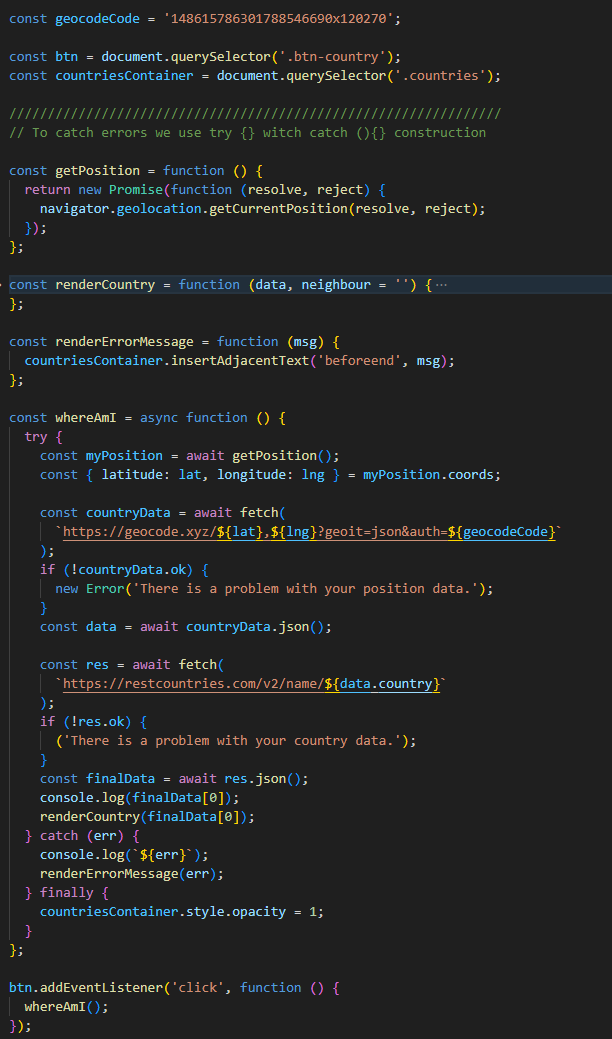 const geocodeCode = '148615786301788546690x120270';
const btn = document.querySelector('.btn-country');
const countriesContainer = document.querySelector('.countries');
///////////////////////////////////////////////////////////////
// To catch errors we use try {} witch catch (){} construction
const getPosition = function () {
return new Promise(function (resolve, reject) {
navigator.geolocation.getCurrentPosition(resolve, reject);
});
};
const renderCountry = function (data, neighbour = '') {···
};
const renderErrorMessage = function (msg) {
countriesContainer.insertAdjacentText('beforeend', msg);
};
const whereAmI = async function () {
try {
const myPosition = await getPosition();
const { latitude: lat, longitude: lng } = myPosition.coords;
const countryData = await fetch(
`https://geocode.xyz/${lat},${lng}?geoit=json&auth=${geocodeCode}`
);
if (!countryData.ok) {
new Error('There is a problem with your position data.');
}
const data = await countryData.json();
const res = await fetch(
`https://restcountries.com/v2/name/${data.country}`
);
if (!res.ok) {
('There is a problem with your country data.');
}
const finalData = await res.json();
console.log(finalData[0]);
renderCountry(finalData[0]);
} catch (err) {
console.log(`${err}`);
renderErrorMessage(err);
} finally {
countriesContainer.style.opacity = 1;
}
};
btn.addEventListener('click', function () {
whereAmI();
});